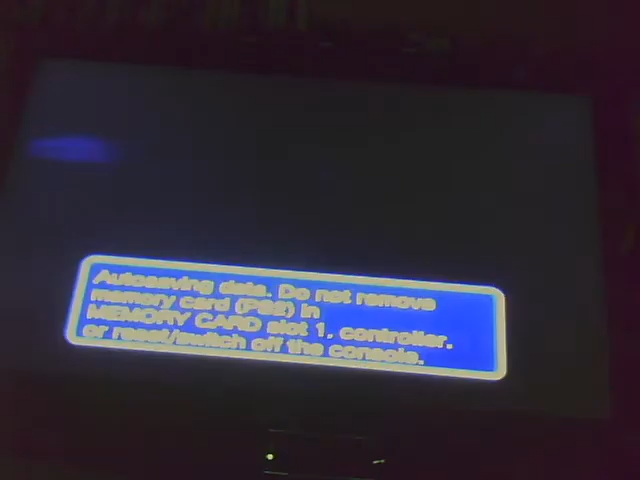 Autosaving data. Do not remove
memory card (PS2) in
MEMORY CARD slot 1, controller.
or reset/switch off the console.